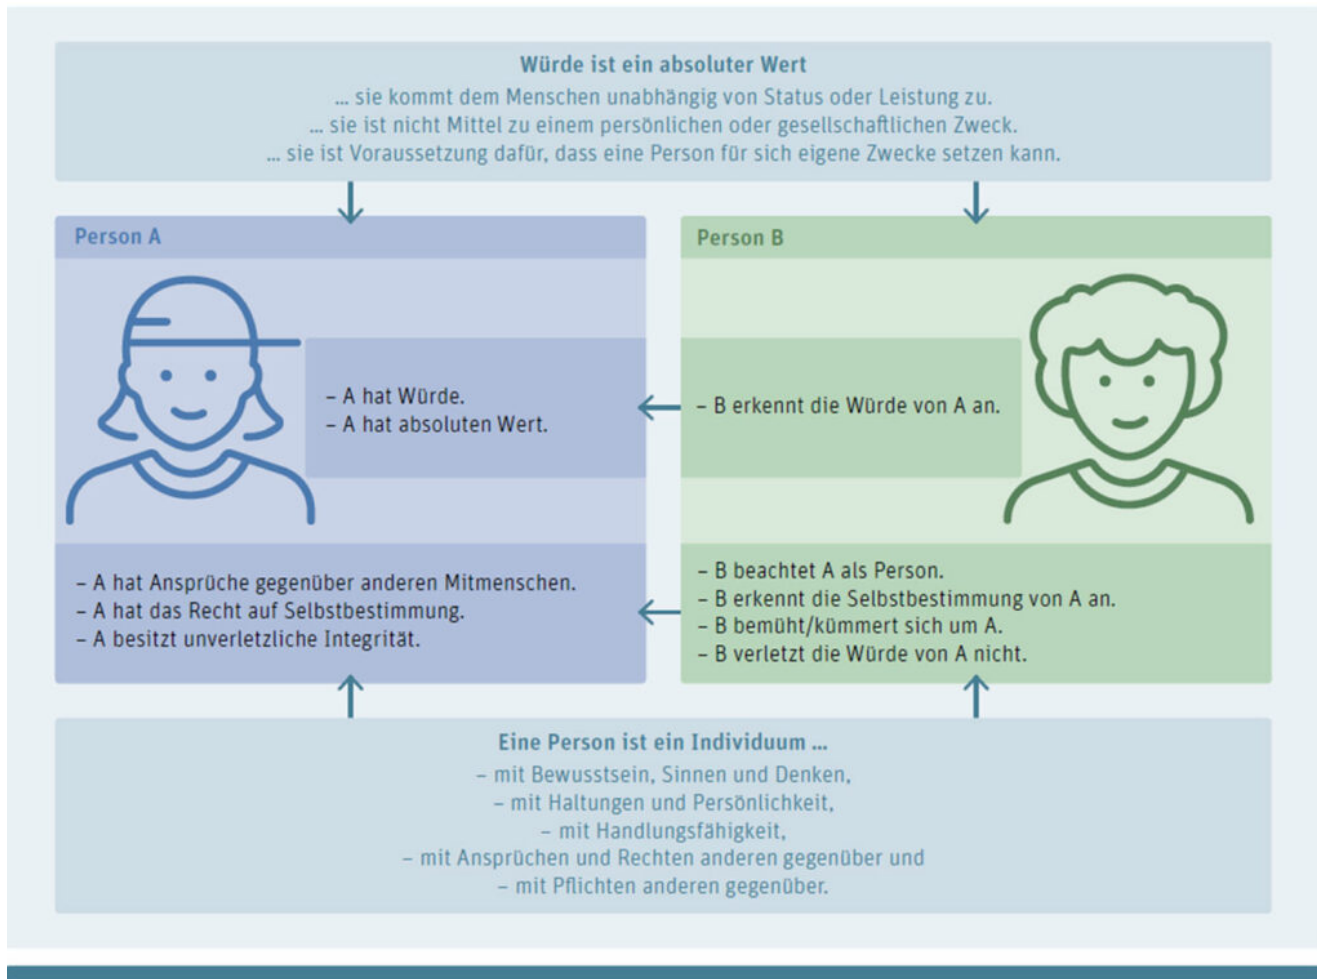 Würde ist ein absoluter Wert
... sie kommt dem Menschen unabhängig von Status oder Leistung zu.
... sie ist nicht Mittel zu einem persönlichen oder gesellschaftlichen Zweck.
... sie ist Voraussetzung dafür, dass eine Person für sich eigene Zwecke setzen kann.
Person A
– A hat Würde.
– A hat absoluten Wert.
– A hat Ansprüche gegenüber anderen Mitmenschen.
– A hat das Recht auf Selbstbestimmung.
– A besitzt unverletzliche Integrität.
Person B
– B erkennt die Würde von A an.
– B beachtet A als Person.
– B erkennt die Selbstbestimmung von A an.
– B bemüht/kümmert sich um A.
– B verletzt die Würde von A nicht.
Eine Person ist ein Individuum ...
– mit Bewusstsein, Sinnen und Denken,
– mit Haltungen und Persönlichkeit,
– mit Handlungsfähigkeit,
– mit Ansprüchen und Rechten anderen gegenüber und
– mit Pflichten anderen gegenüber.